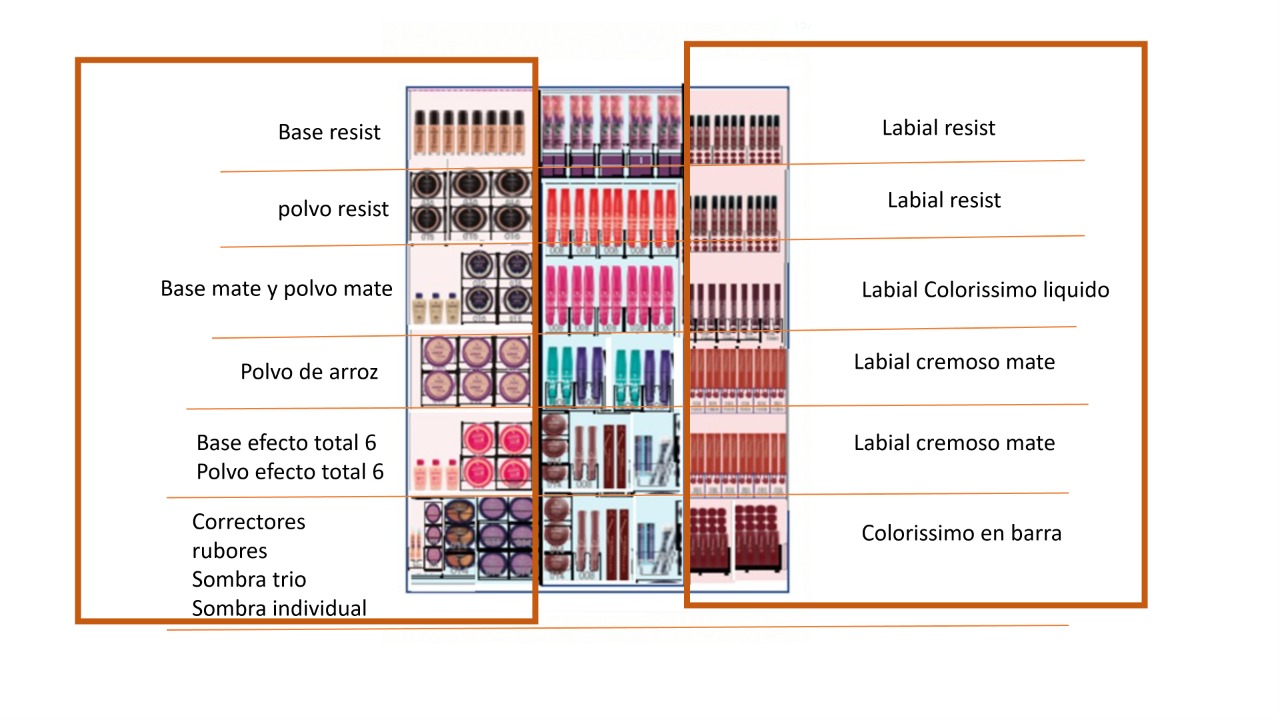 Base resist
polvo resist
Base mate y polvo mate
Polvo de arroz
Base efecto total 6
Polvo efecto total 6
Correctores
rubores
Sombra trio
Sombra individual
Labial resist
Labial resist
Labial Colorissimo liquido
Labial cremoso mate
Labial cremoso mate
Colorissimo en barra